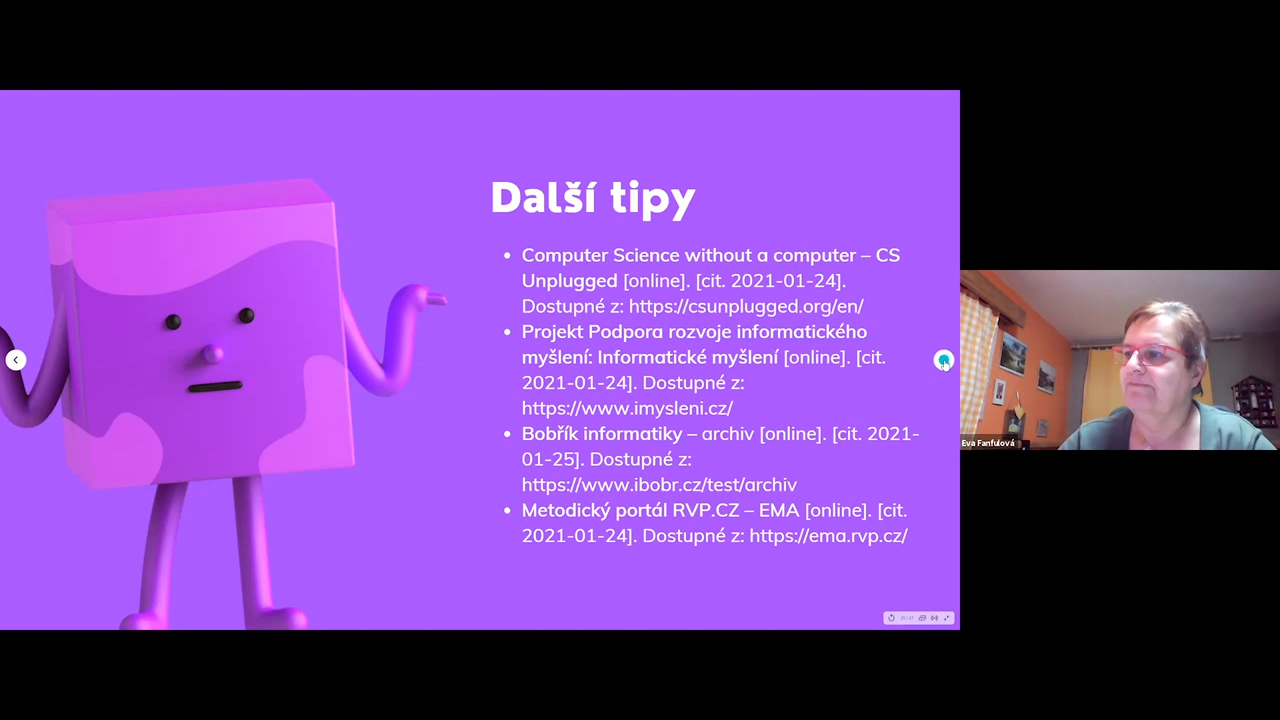 Další tipy
• Computer Science without a computer – CS
Unplugged [online]. [cit. 2021-01-24].
Dostupné z: https://csunplugged.org/en/
• Projekt Podpora rozvoje informatického
myšlení: Informatické myšlení [online]. [cit.
2021-01-24]. Dostupné z:
https://www.imysleni.cz/
• Bobřík informatiky – archiv [online]. [cit. 2021-
01-25]. Dostupné z:
https://www.ibobr.cz/test/archiv
• Metodický portál RVP.CZ – EMA [online]. [cit.
2021-01-24]. Dostupné z: https://ema.rvp.cz/
Eva Fanfulová